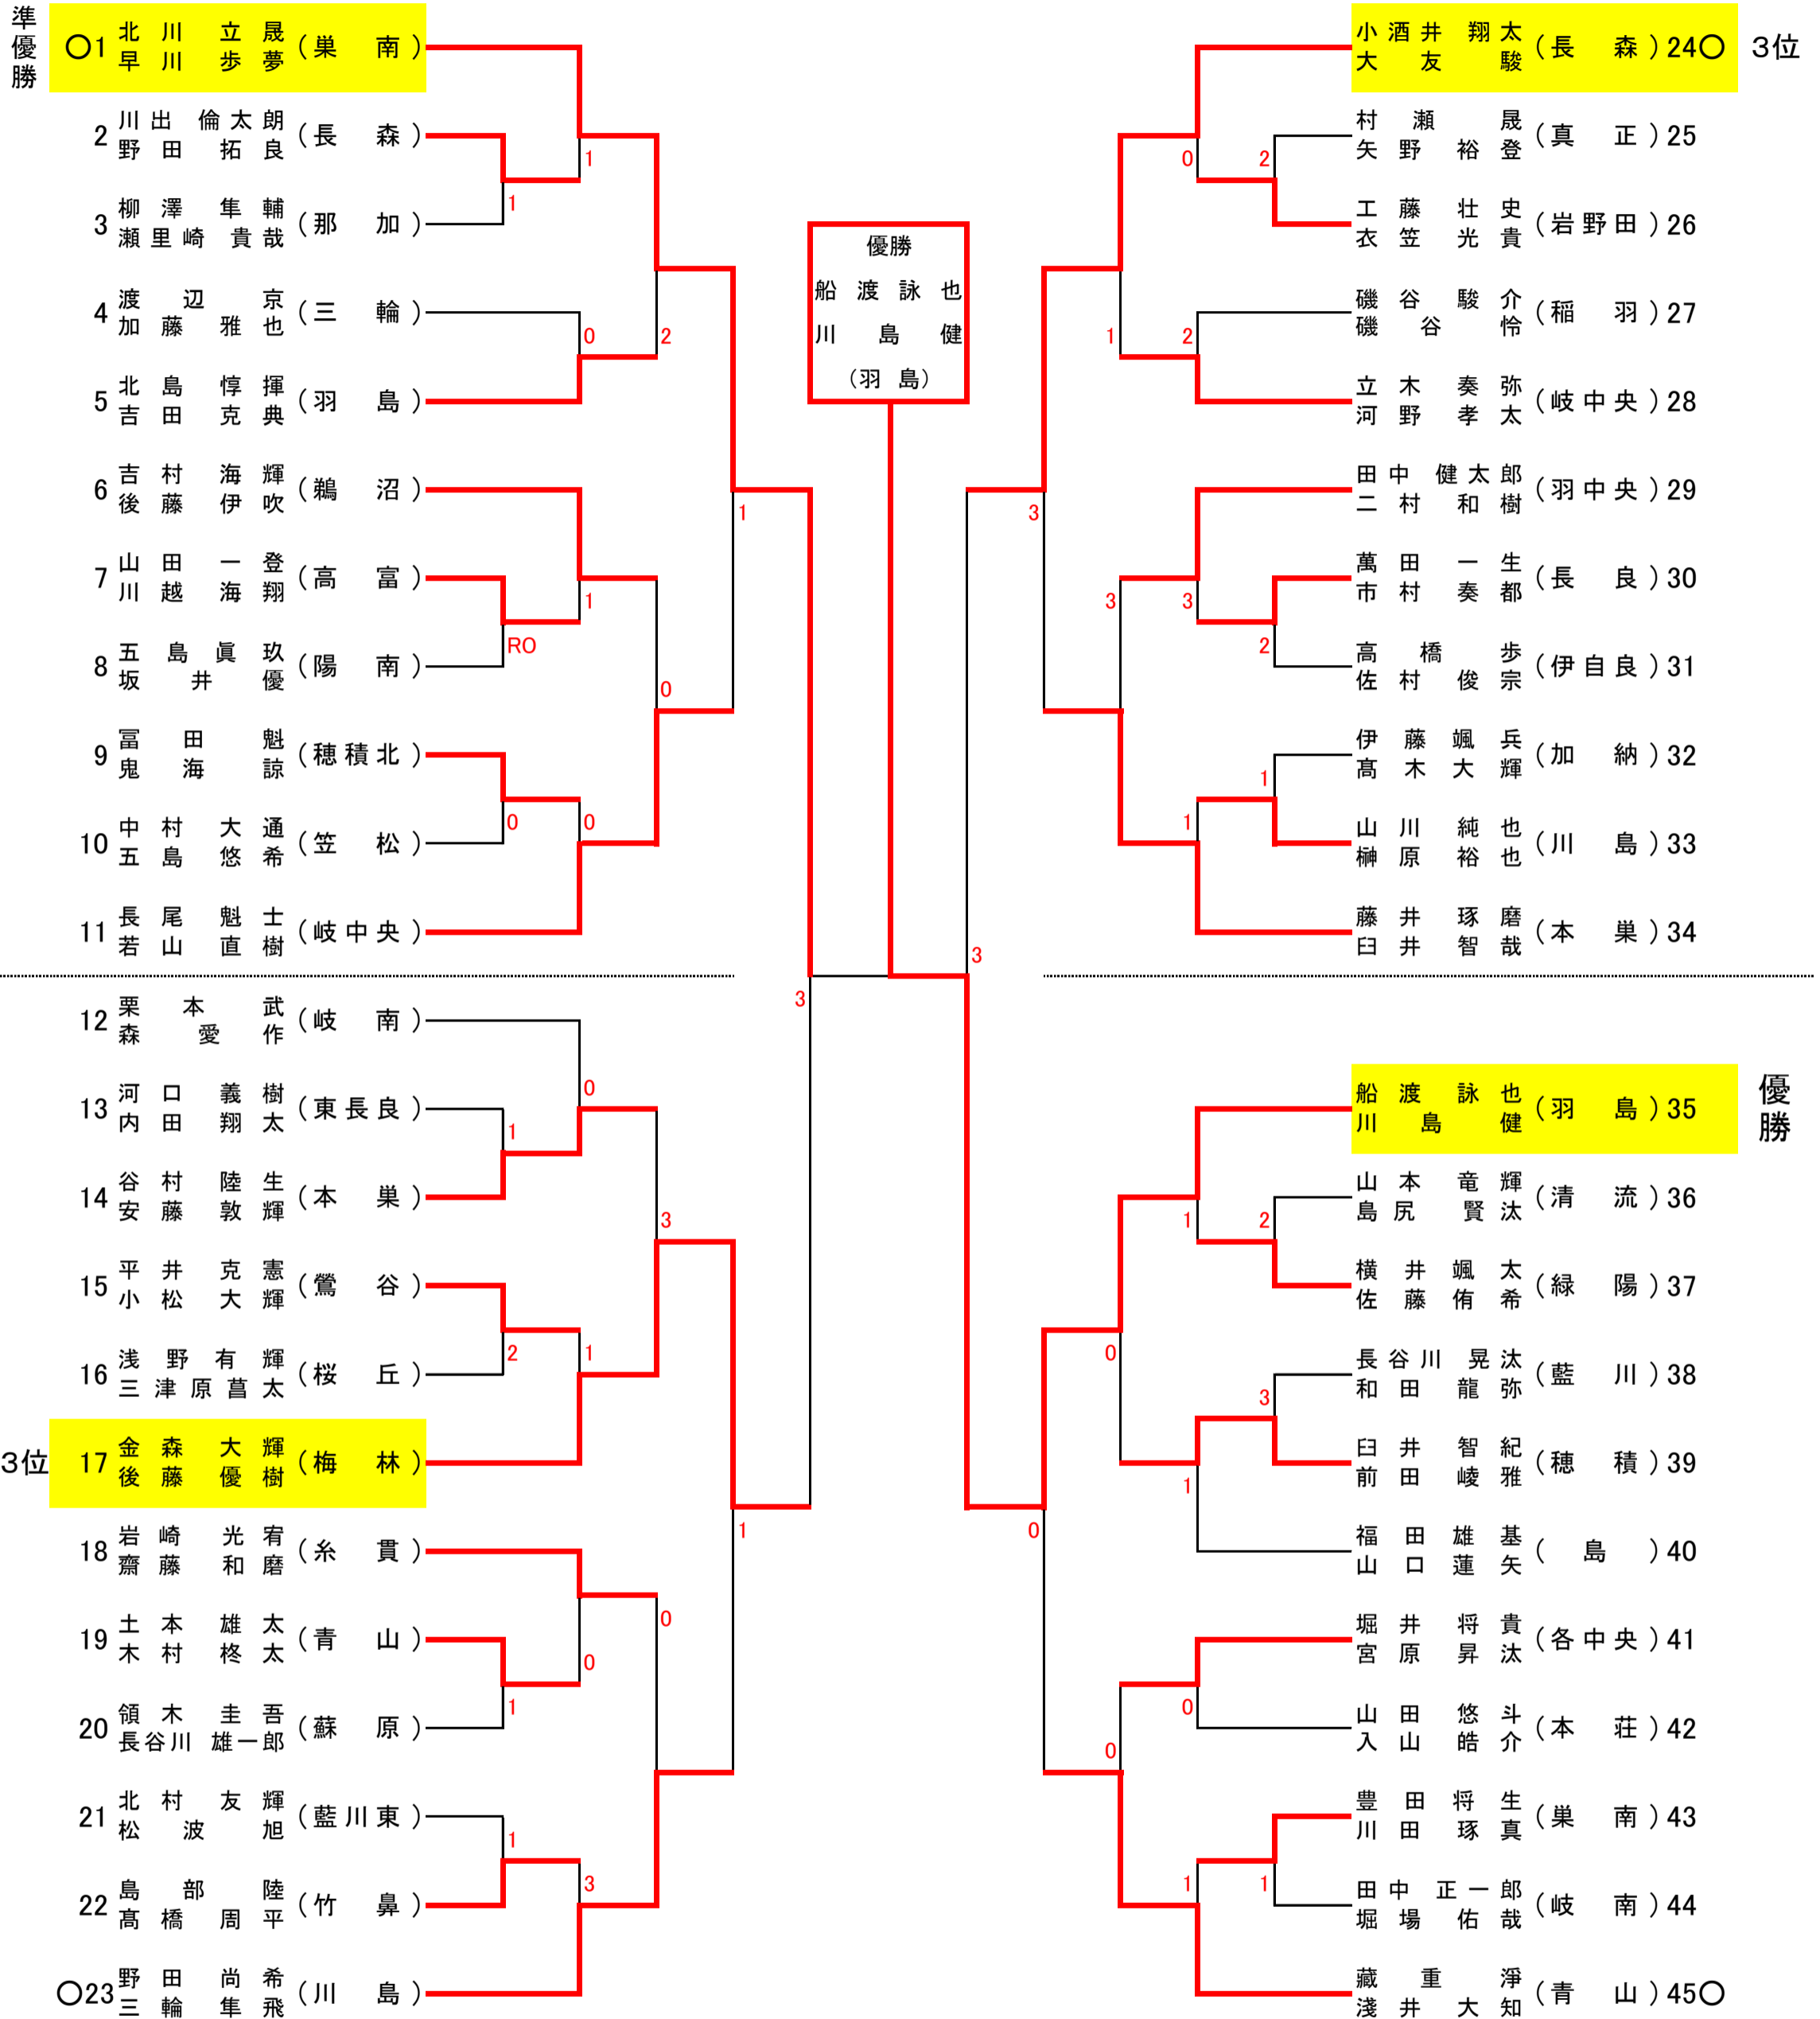 準優勝
〇1 北川 立晟 (巣南)
早川 歩夢
1
2 川出 倫太朗 (長森)
野田 拓良
1
3 柳澤 隼輔 (那加)
瀬里崎 貴哉
4 渡辺 京 (三輪)
加藤 雅也
0
2
5 北島 惇揮 (羽島)
吉田 克典
6 吉村 海輝 (鵜沼)
後藤 伊吹
1
7 山田 一登 (高富)
川越 海翔
1
RO
8 五島 眞玖 (陽南)
坂井 優
0
9 冨田 魁 (穂積北)
鬼海 諒
0
0
10 中村 大通 (笠松)
五島 悠希
11 長尾 魁士 (岐中央)
若山 直樹
3
12 栗本 武 (岐南)
森 愛作
0
13 河口 義樹 (東長良)
内田 翔太
1
14 谷村 陸生 (本巣)
安藤 敦輝
3
15 平井 克憲 (鶯谷)
小松 大輝
2
1
16 浅野 有輝 (桜丘)
三津原 菖太
3位
17 金森 大輝 (梅林)
後藤 優樹
1
18 岩崎 光宥 (糸貫)
齋藤 和磨
0
19 土本 雄太 (青山)
木村 柊太
0
1
20 領木 圭吾 (蘇原)
長谷川 雄一郎
21 北村 友輝 (藍川東)
松波 旭
1
3
22 島部 陸 (竹鼻)
髙橋 周平
〇23 野田 尚希 (川島)
三輪 隼飛
優勝
船渡詠也
川島健
(羽島)
小酒井 翔太 (長森) 24〇 3位
大友 駿
0
2
村瀬 晟 (真正) 25
矢野 裕登
工藤 壮史 (岩野田) 26
衣笠 光貴
磯谷 駿介 (稲羽) 27
磯谷 怜
1
2
立木 奏弥 (岐中央) 28
河野 孝太
田中 健太郎 (羽中央) 29
二村 和樹
3
萬田 一生 (長良) 30
市村 奏都
3
3
2
高橋 歩 (伊自良) 31
佐村 俊宗
伊藤 颯兵 (加納) 32
髙木 大輝
1
1
山川 純也 (川島) 33
榊原 裕也
藤井 琢磨 (本巣) 34
臼井 智哉
3
船渡 詠也 (羽島) 35
川島 健
優勝
山本 竜輝 (清流) 36
島尻 賢汰
1
2
横井 颯太 (緑陽) 37
佐藤 侑希
0
長谷川 晃汰 (藍川) 38
和田 龍弥
3
臼井 智紀 (穂積) 39
前田 崚雅
1
福田 雄基 (島) 40
山口 蓮矢
0
堀井 将貴 (各中央) 41
宮原 昇汰
0
山田 悠斗 (本荘) 42
入山 皓介
0
豊田 将生 (巣南) 43
川田 琢真
1
1
田中 正一郎 (岐南) 44
堀場 佑哉
藏重 淨 (青山) 45〇
淺井 大知